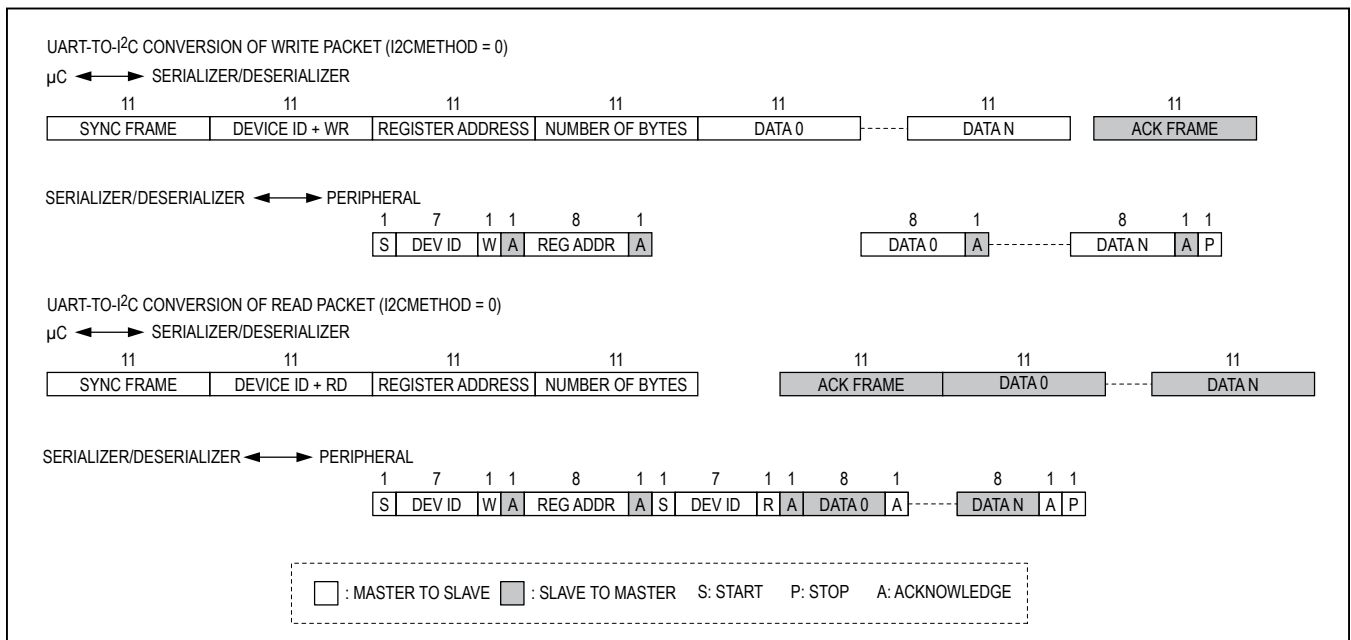 UART-TO-I2C CONVERSION OF WRITE PACKET (I2CMETHOD = 0)
µC SERIALIZER/DESERIALIZER
11 11 11 11 11 11 11
SYNC FRAME DEVICE ID + WR REGISTER ADDRESS NUMBER OF BYTES DATA 0 DATA N ACK FRAME
SERIALIZER/DESERIALIZER PERIPHERAL
1 7 1 1 8 1 8 1 8 1 1
S DEV ID W A REG ADDR A DATA 0 A DATA N A P
UART-TO-I2C CONVERSION OF READ PACKET (I2CMETHOD = 0)
µC SERIALIZER/DESERIALIZER
11 11 11 11 11 11 11
SYNC FRAME DEVICE ID + RD REGISTER ADDRESS NUMBER OF BYTES ACK FRAME DATA 0 DATA N
SERIALIZER/DESERIALIZER PERIPHERAL
1 7 1 1 8 1 1 7 1 1 8 1 8 1 1
S DEV ID W A REG ADDR A S DEV ID R A DATA 0 A DATA N A P
: MASTER TO SLAVE : SLAVE TO MASTER S: START P: STOP A: ACKNOWLEDGE